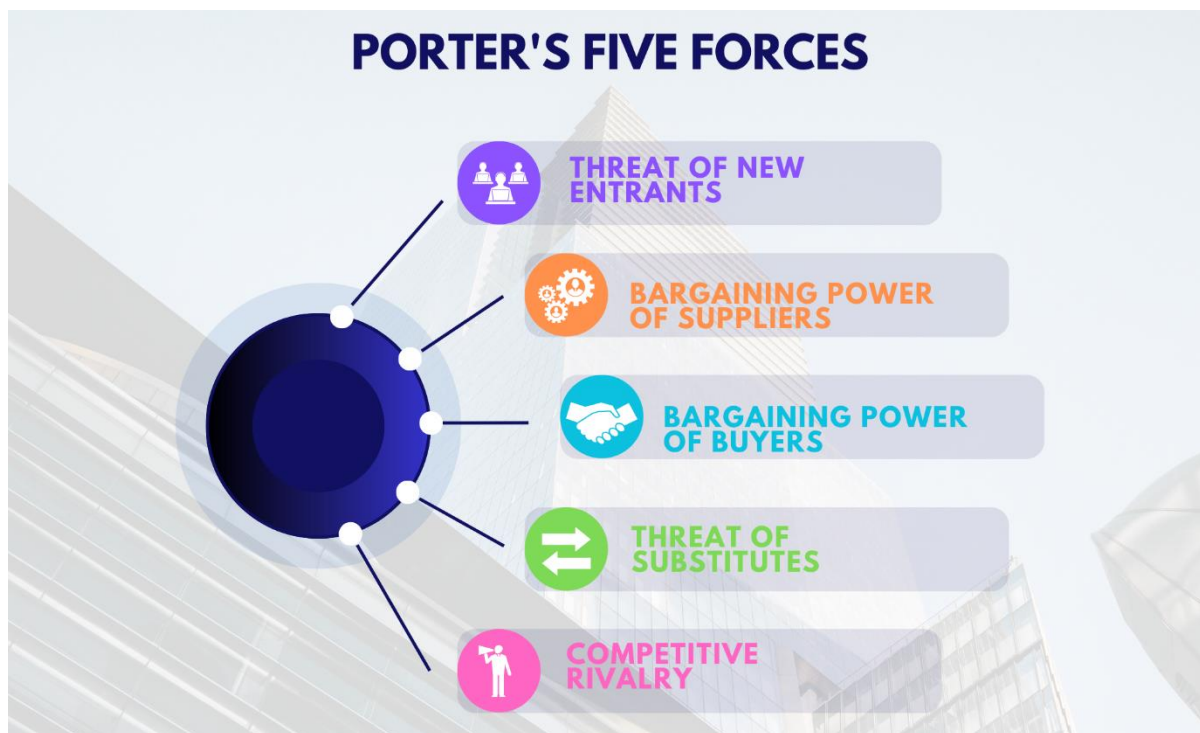 PORTER'S FIVE FORCES
THREAT OF NEW
ENTRANTS
BARGAINING POWER
OF SUPPLIERS
BARGAINING POWER
OF BUYERS
THREAT OF
SUBSTITUTES
COMPETITIVE
RIVALRY